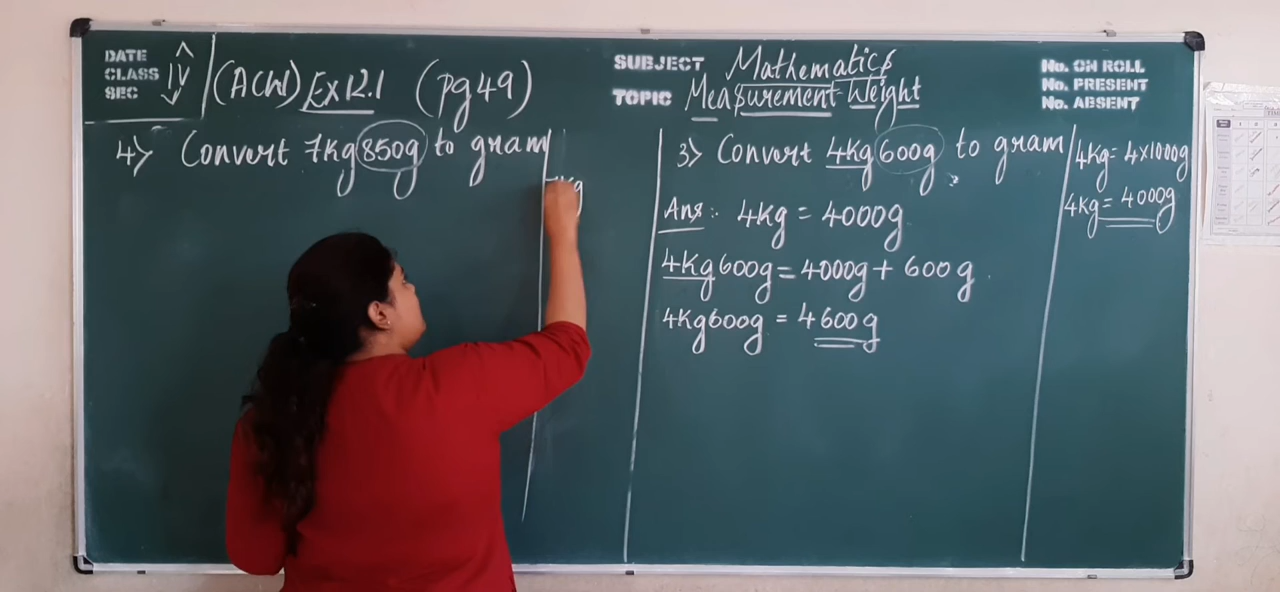 DATE
CLASS IV
SEC
(ACW) Ex 12.1 (pg 49)
SUBJECT Mathematics
TOPIC Measurement Weight
No. ON ROLL
No. PRESENT
No. ABSENT
4) Convert 7Kg 850g to gram
Kg
3) Convert 4Kg 600g to gram
Ans:- 4Kg = 4000g
4Kg 600g = 4000g + 600g
4Kg600g = 4600g
4Kg = 4x1000g
4Kg = 4000g